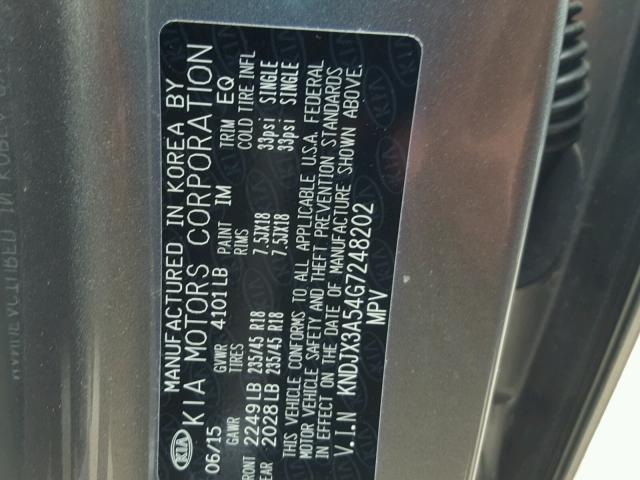 KIA MANUFACTURED IN KOREA BY
KIA MOTORS CORPORATION
06/15 GVWR 4101LB PAINT IM TRIM EQ
GAWR TIRES RIMS COLD TIRE INFL
FRONT 2249LB 235/45 R18 7.5JX18 33psi SINGLE
REAR 2028LB 235/45 R18 7.5JX18 33psi SINGLE
THIS VEHICLE CONFORMS TO ALL APPLICABLE U.S.A. FEDERAL
MOTOR VEHICLE SAFETY AND THEFT PREVENTION STANDARDS
IN EFFECT ON THE DATE OF MANUFACTURE SHOWN ABOVE.
V.I.N KNDJX3A54G7248202
MPV